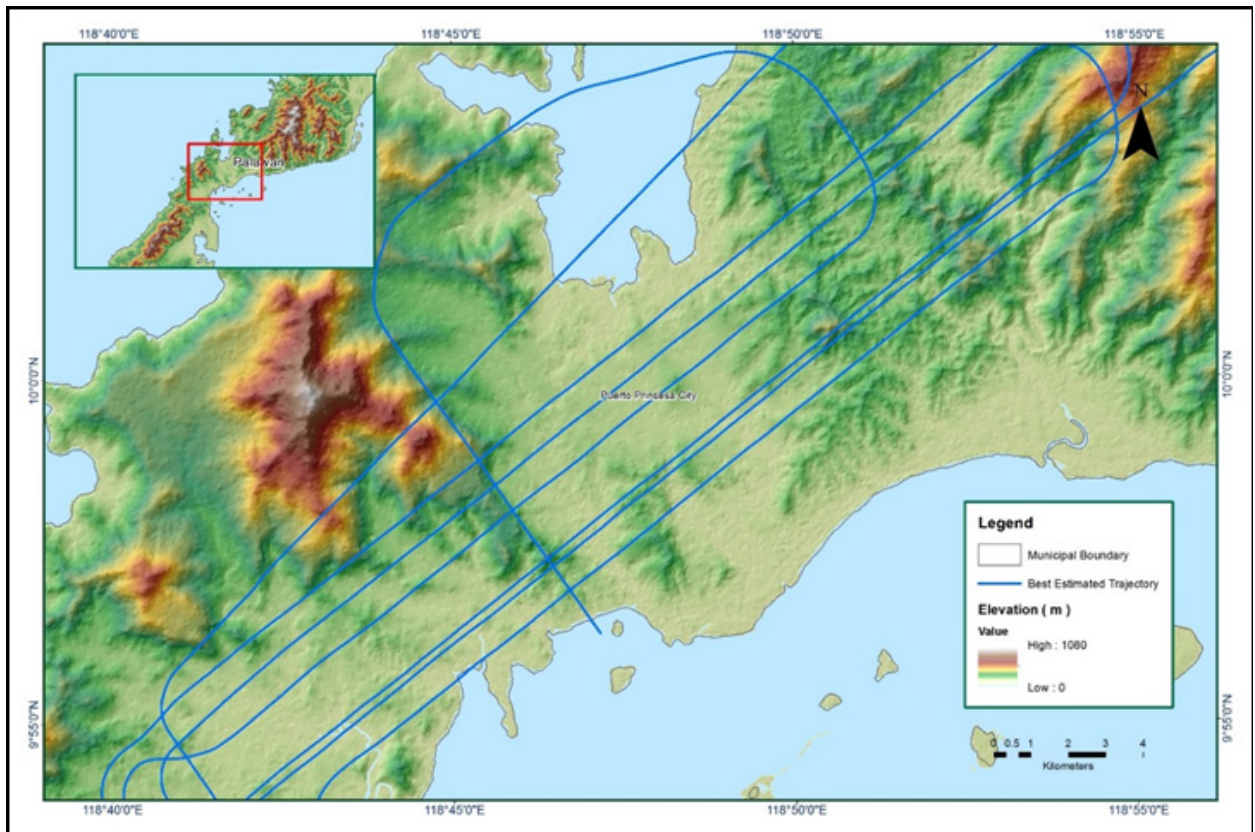 118°40'0"E 118°45'0"E 118°50'0"E 118°55'0"E
N
Palawan
10°0'0"N 10°0'0"N
Puerto Princesa City
Legend
Municipal Boundary
Best Estimated Trajectory
Elevation ( m )
Value
High : 1080
Low : 0
9°55'0"N 9°55'0"N
0 0.5 1 2 3 4
Kilometers
118°40'0"E 118°45'0"E 118°50'0"E 118°55'0"E